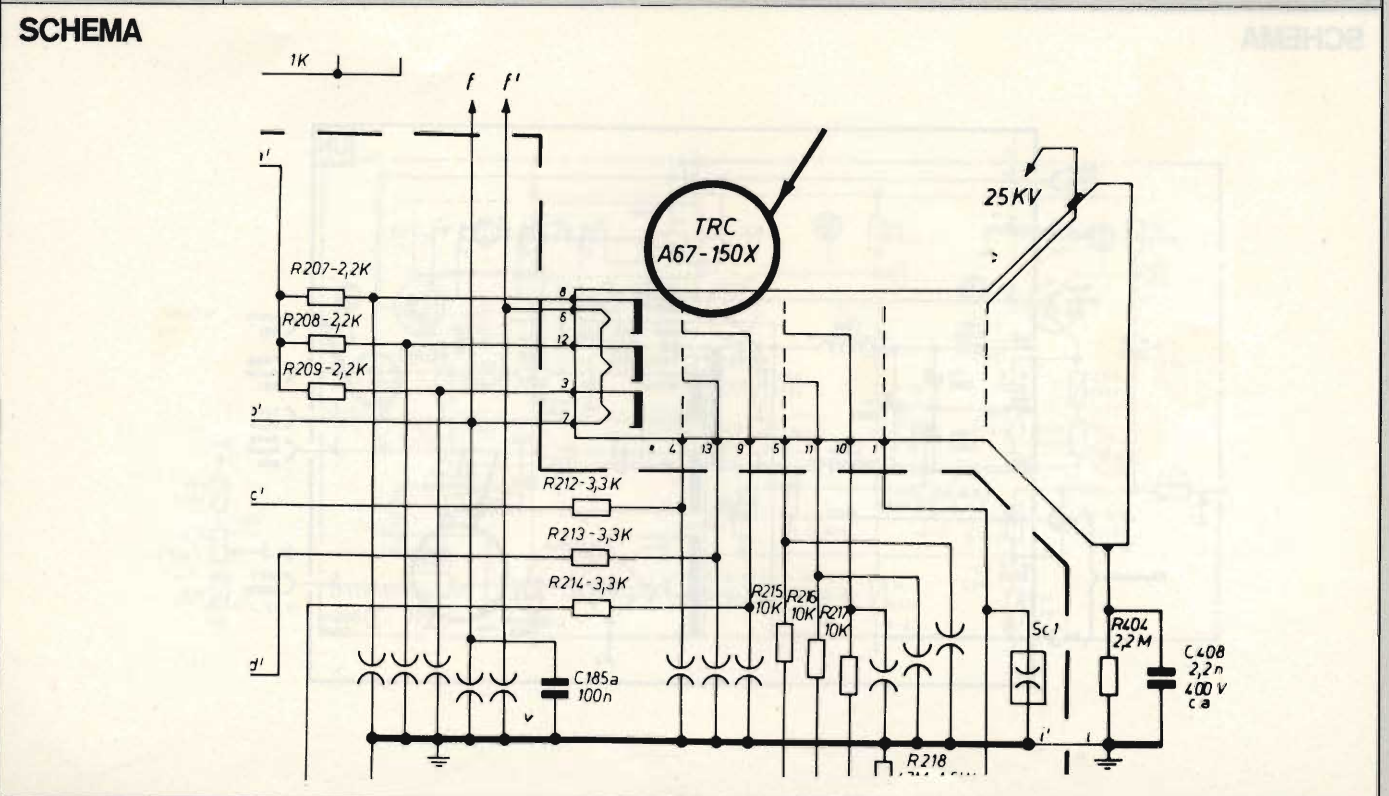 SCHEMA
1K
f f'
25KV
TRC
A67-150X
R207-2,2K
8
6
R208-2,2K
12
R209-2,2K
3
b'
7
4 13 9 5 11 10 1
R212-3,3K
c'
R213-3,3K
R214-3,3K
R215
10K
R216
10K
R217
10K
Sc1
R404
2,2M
d'
C185a
100n
C408
2,2n
400V
ca
v
i' i
R218